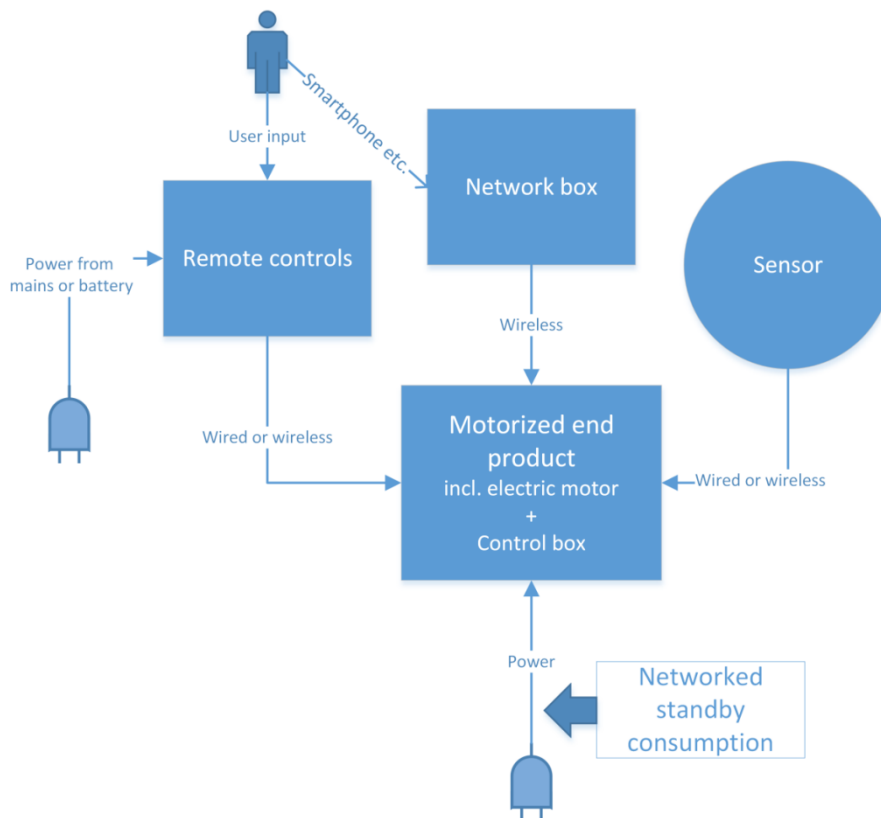 User input
Smartphone etc.
Network box
Remote controls
Sensor
Power from
mains or battery
Wireless
Wired or wireless
Motorized end
product
incl. electric motor
+
Control box
Wired or wireless
Power
Networked
standby
consumption